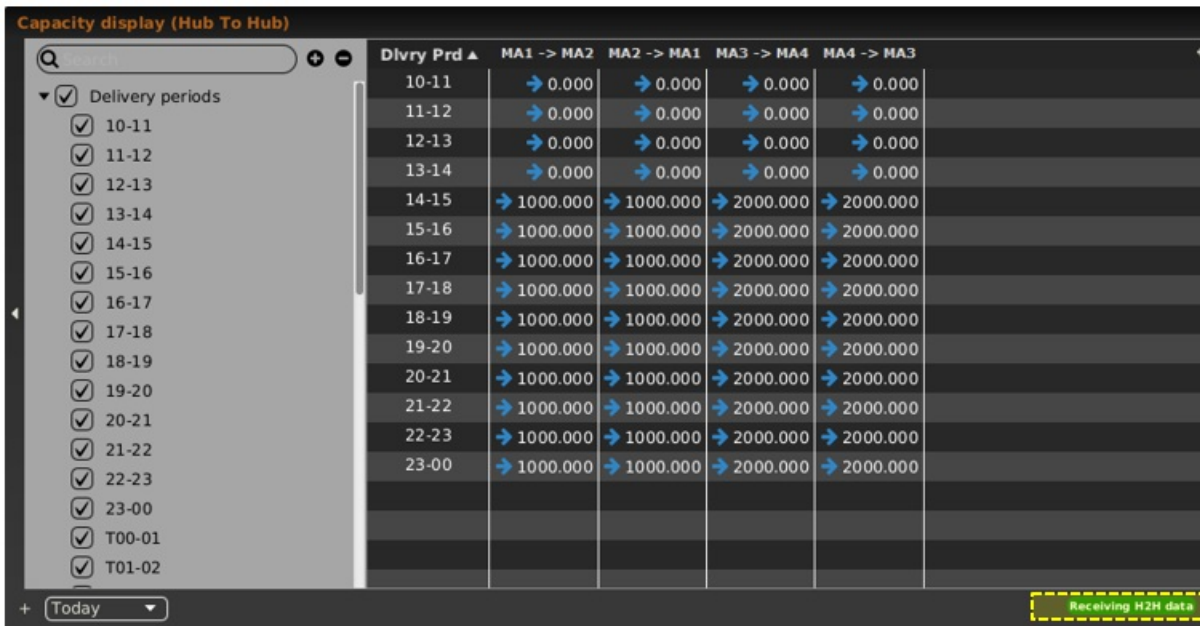 Capacity display (Hub To Hub)
Search
Delivery periods
10-11
11-12
12-13
13-14
14-15
15-16
16-17
17-18
18-19
19-20
20-21
21-22
22-23
23-00
T00-01
T01-02
Dlvry Prd MA1 -> MA2 MA2 -> MA1 MA3 -> MA4 MA4 -> MA3
10-11 0.000 0.000 0.000 0.000
11-12 0.000 0.000 0.000 0.000
12-13 0.000 0.000 0.000 0.000
13-14 0.000 0.000 0.000 0.000
14-15 1000.000 1000.000 2000.000 2000.000
15-16 1000.000 1000.000 2000.000 2000.000
16-17 1000.000 1000.000 2000.000 2000.000
17-18 1000.000 1000.000 2000.000 2000.000
18-19 1000.000 1000.000 2000.000 2000.000
19-20 1000.000 1000.000 2000.000 2000.000
20-21 1000.000 1000.000 2000.000 2000.000
21-22 1000.000 1000.000 2000.000 2000.000
22-23 1000.000 1000.000 2000.000 2000.000
23-00 1000.000 1000.000 2000.000 2000.000
+ Today
Receiving H2H data